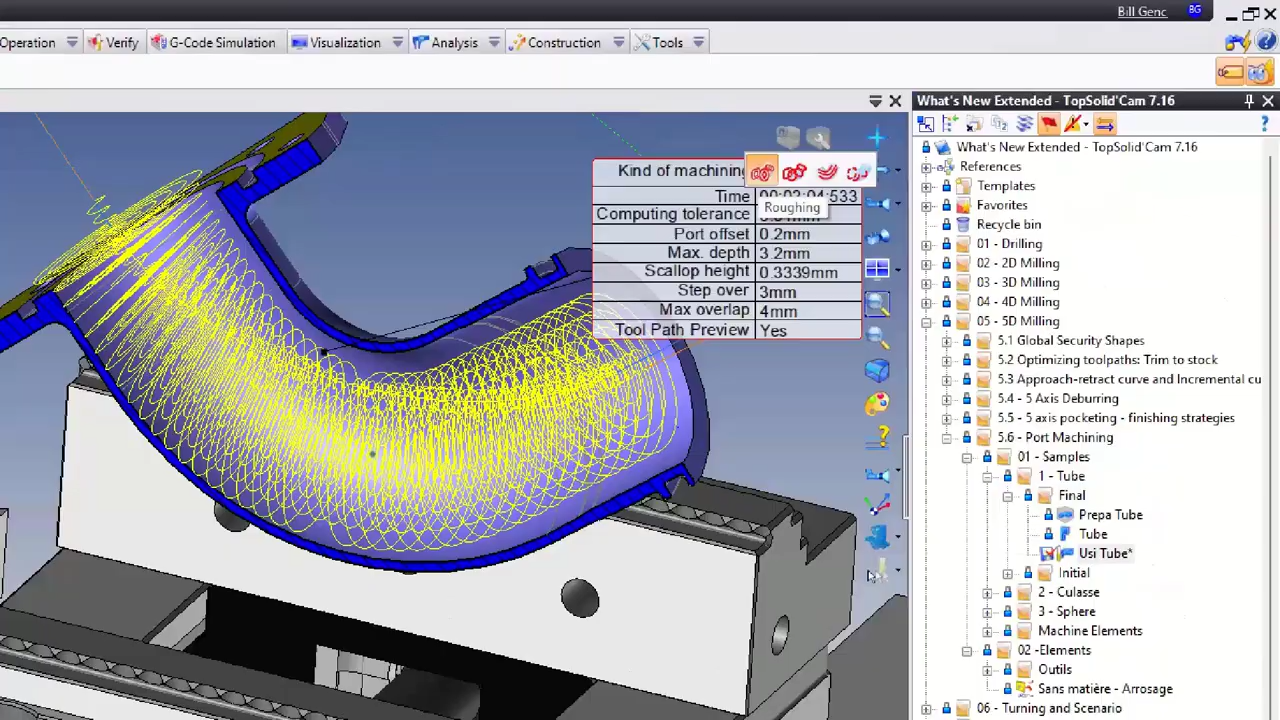 Bill Genc
BG
Operation
Verify
G-Code Simulation
Visualization
Analysis
Construction
Tools
What's New Extended - TopSolid'Cam 7.16
Kind of machining
Time 00:02:04:533
Roughing
Computing tolerance
Port offset 0.2mm
Max. depth 3.2mm
Scallop height 0.3339mm
Step over 3mm
Max overlap 4mm
Tool Path Preview Yes
What's New Extended - TopSolid'Cam 7.16
References
Templates
Favorites
Recycle bin
01 - Drilling
02 - 2D Milling
03 - 3D Milling
04 - 4D Milling
05 - 5D Milling
5.1 Global Security Shapes
5.2 Optimizing toolpaths: Trim to stock
5.3 Approach-retract curve and Incremental cu
5.4 - 5 Axis Deburring
5.5 - 5 axis pocketing - finishing strategies
5.6 - Port Machining
01 - Samples
1 - Tube
Final
Prepa Tube
Tube
Usi Tube*
Initial
2 - Culasse
3 - Sphere
Machine Elements
02 -Elements
Outils
Sans matière - Arrosage
06 - Turning and Scenario